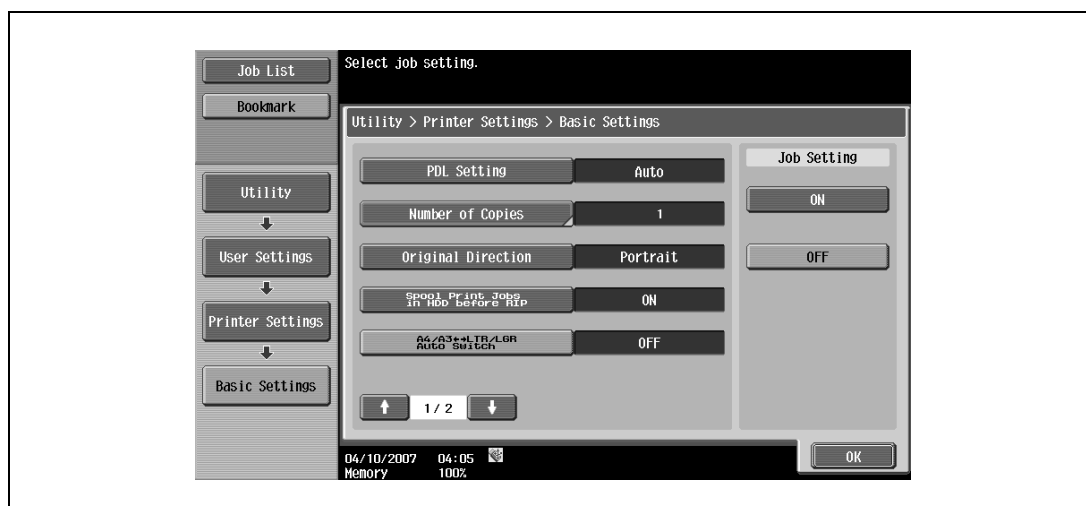 Job List
Bookmark
Utility
User Settings
Printer Settings
Basic Settings
Select job setting.
Utility > Printer Settings > Basic Settings
PDL Setting
Auto
Number of Copies
1
Original Direction
Portrait
Spool Print Jobs
in HDD before RIP
ON
A4/A3↔LTR/LGR
Auto Switch
OFF
1/ 2
Job Setting
ON
OFF
04/10/2007 04:05
Memory 100%
OK